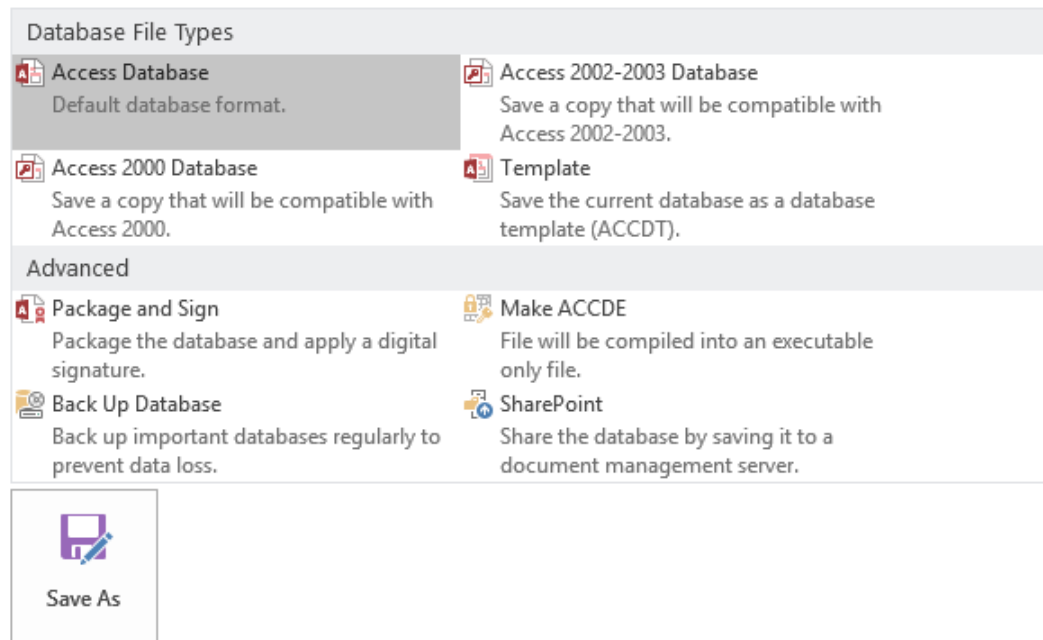 Database File Types
Access Database
Default database format.
Access 2002-2003 Database
Save a copy that will be compatible with
Access 2002-2003.
Access 2000 Database
Save a copy that will be compatible with
Access 2000.
Template
Save the current database as a database
template (ACCDT).
Advanced
Package and Sign
Package the database and apply a digital
signature.
Make ACCDE
File will be compiled into an executable
only file.
Back Up Database
Back up important databases regularly to
prevent data loss.
SharePoint
Share the database by saving it to a
document management server.
Save As